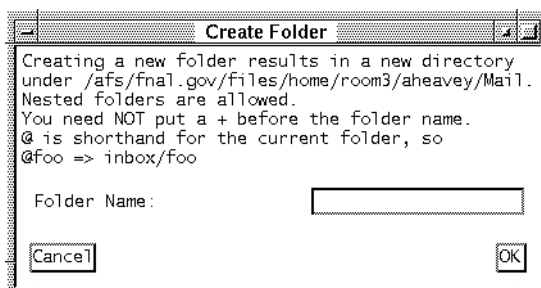 Create Folder
Creating a new folder results in a new directory
under /afs/fnal.gov/files/home/room3/aheavey/Mail.
Nested folders are allowed.
You need NOT put a + before the folder name.
@ is shorthand for the current folder, so
@foo => inbox/foo
Folder Name:
Cancel OK